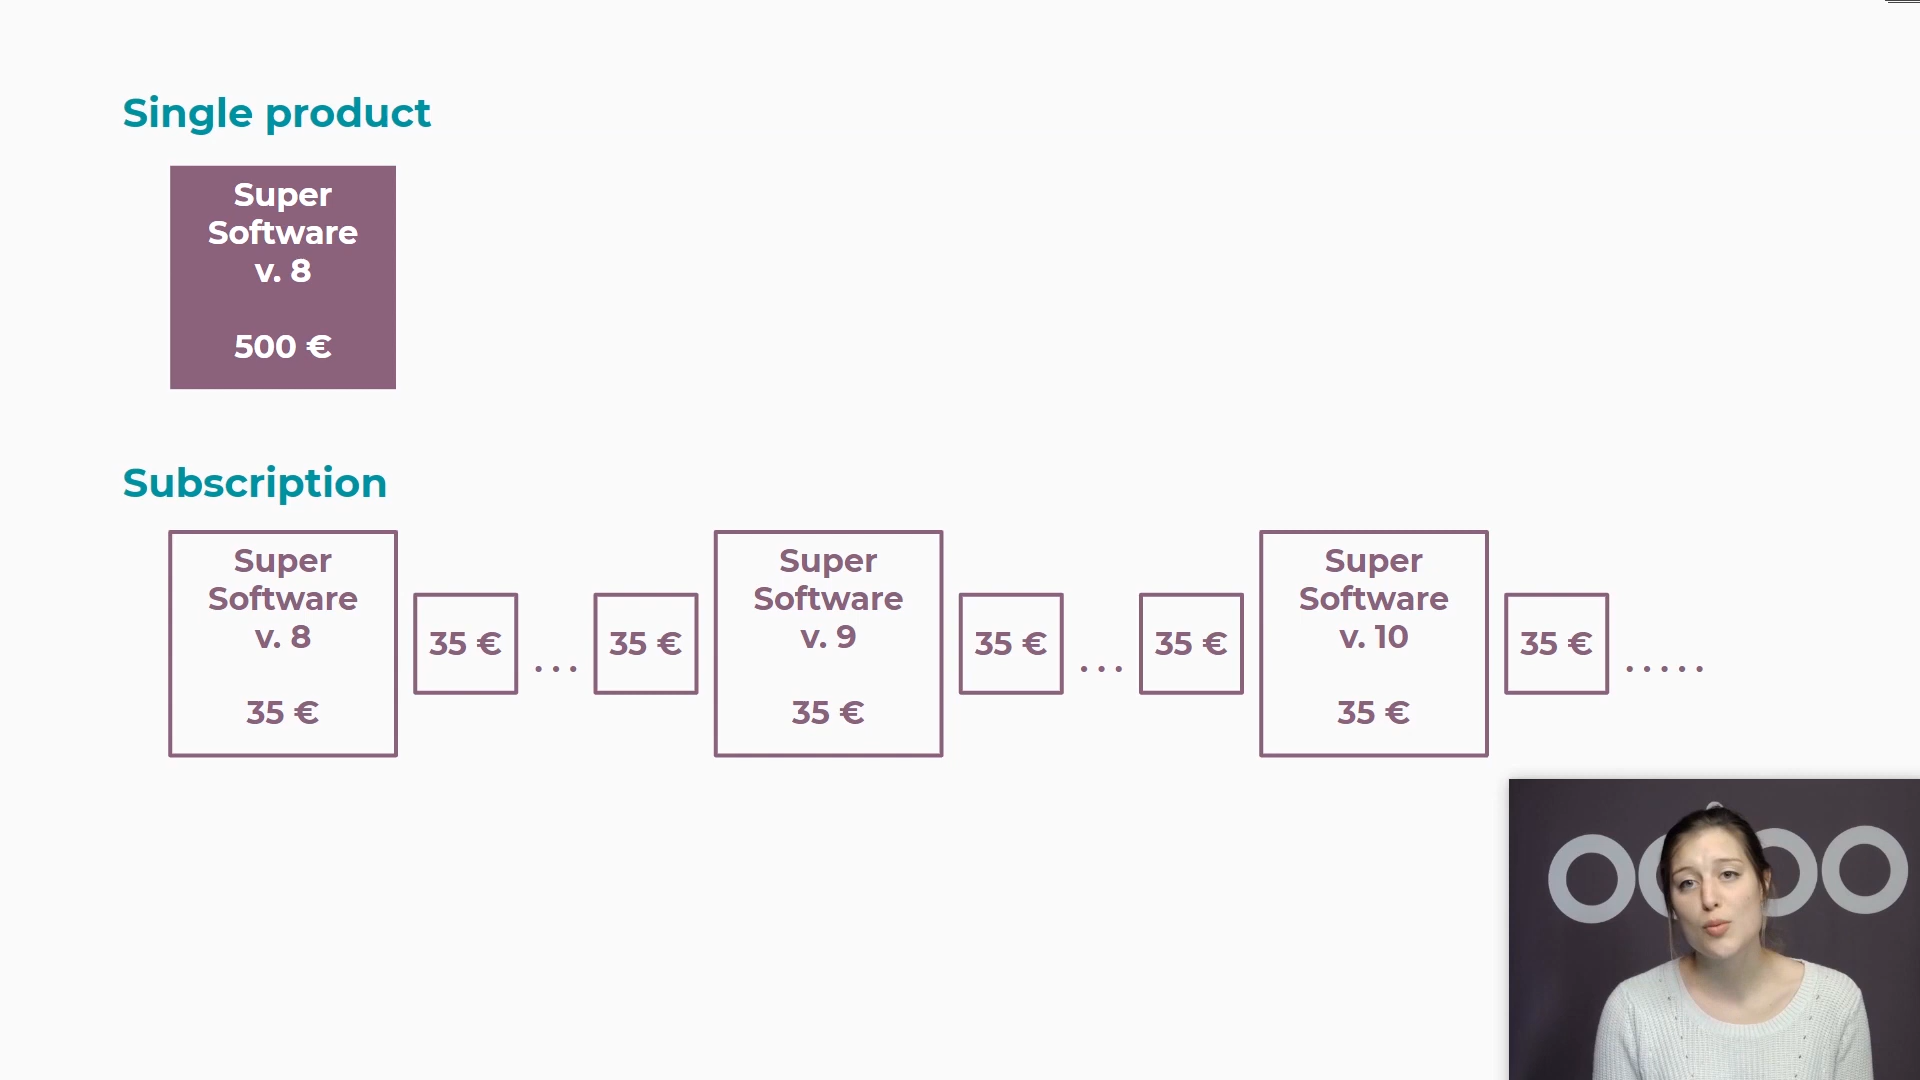 Single product
Super
Software
v. 8
500 €
Subscription
Super
Software
v. 8
35 €
35 €
...
35 €
Super
Software
v. 9
35 €
35 €
...
35 €
Super
Software
v. 10
35 €
35 €
.....